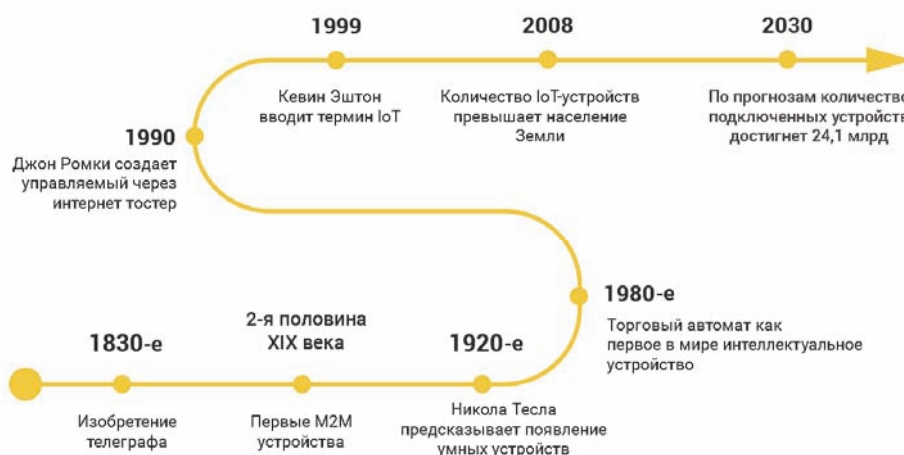 1999
Кевин Эштон
вводит термин IoT
2008
Количество IoT-устройств
превышает население
Земли
2030
По прогнозам количество
подключенных устройств
достигнет 24,1 млрд
1990
Джон Ромки создает
управляемый через
интернет тостер
1980-е
Торговый автомат как
первое в мире интеллектуальное
устройство
1830-е
Изобретение
телеграфа
2-я половина
XIX века
Первые M2M
устройства
1920-е
Никола Тесла
предсказывает появление
умных устройств